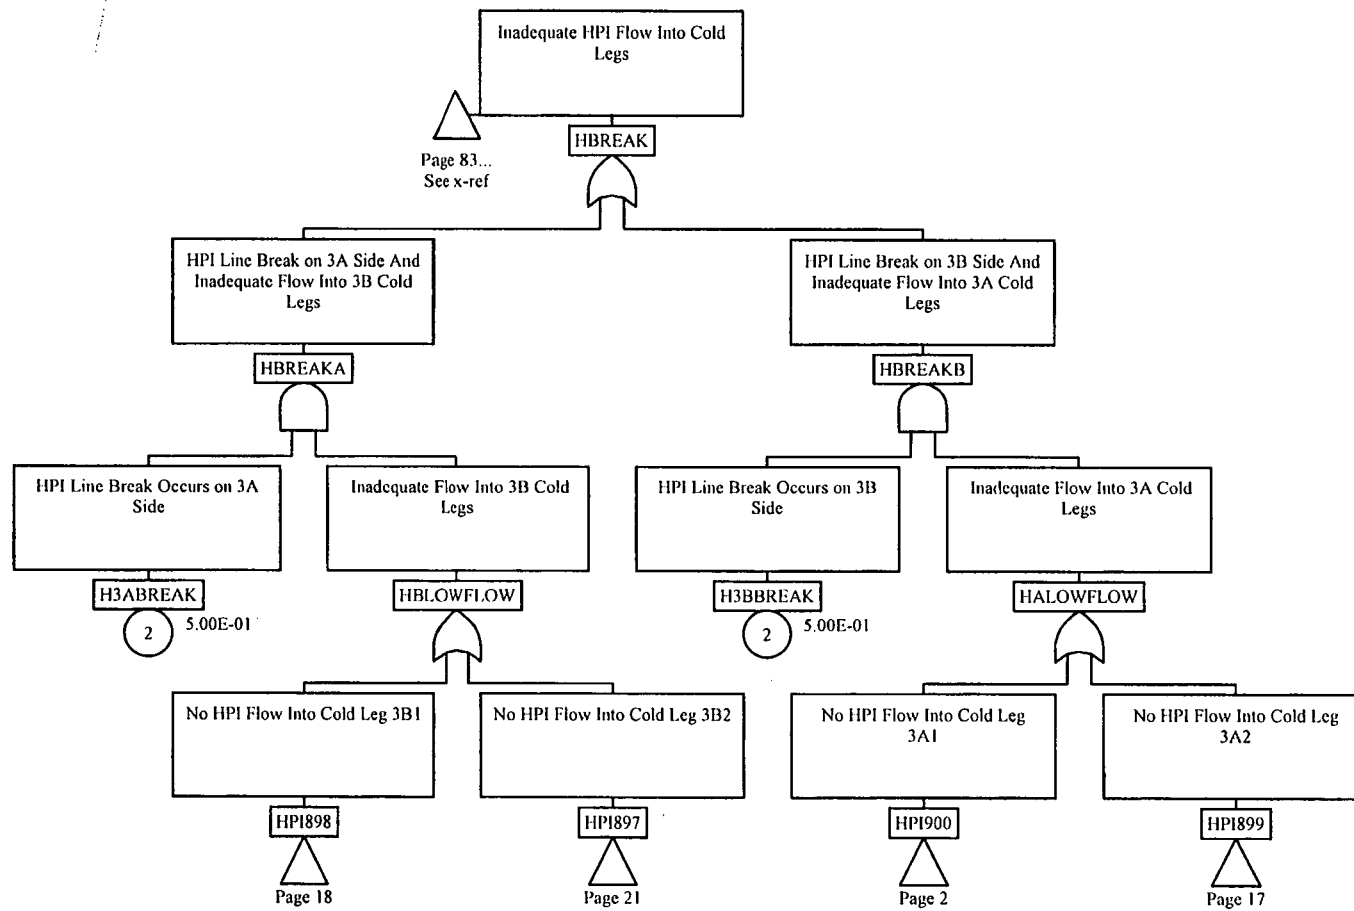 Inadequate HPI Flow Into Cold
Legs
HBREAK
Page 83...
See x-ref
HPI Line Break on 3A Side And
Inadequate Flow Into 3B Cold
Legs
HPI Line Break on 3B Side And
Inadequate Flow Into 3A Cold
Legs
HBREAKA
HBREAKB
HPI Line Break Occurs on 3A
Side
Inadequate Flow Into 3B Cold
Legs
HPI Line Break Occurs on 3B
Side
Inadequate Flow Into 3A Cold
Legs
H3ABREAK
HBLOWFLOW
H3BBREAK
HALOWFLOW
2
5.00E-01
2
5.00E-01
No HPI Flow Into Cold Leg 3B1
No HPI Flow Into Cold Leg 3B2
No HPI Flow Into Cold Leg
3A1
No HPI Flow Into Cold Leg
3A2
HPI898
HPI897
HPI900
HPI899
Page 18
Page 21
Page 2
Page 17